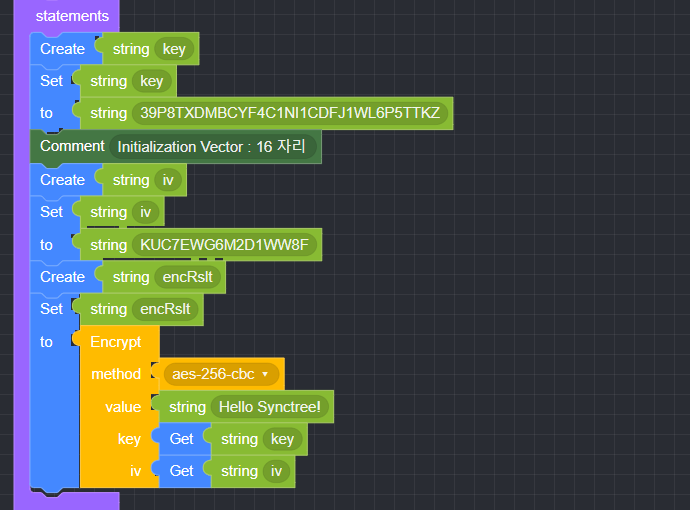 statements
Create string key
Set string key
to string 39P8TXDMBCYF4C1NI1CDFJ1WL6P5TTKZ
Comment Initialization Vector : 16 자리
Create string iv
Set string iv
to string KUC7EWG6M2D1WW8F
Create string encRslt
Set string encRslt
to Encrypt
method aes-256-cbc
value string Hello Synctree!
key Get string key
iv Get string iv